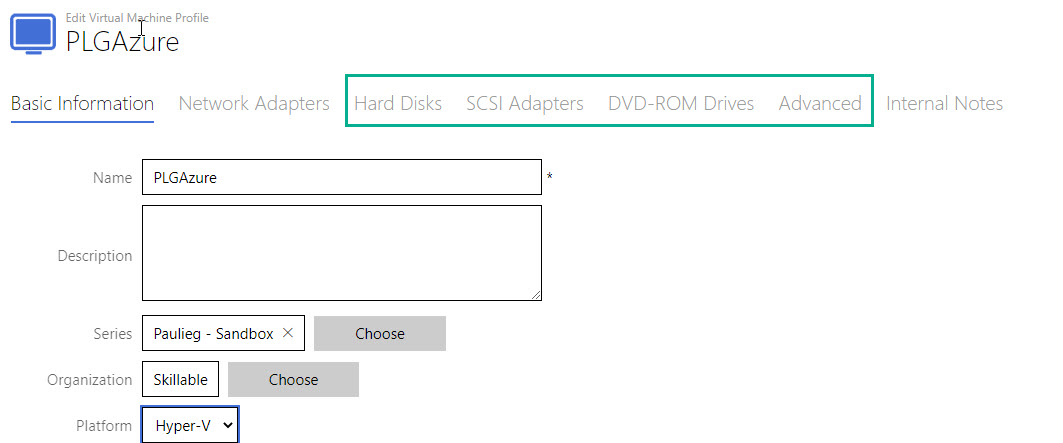 Edit Virtual Machine Profile
PLGAzure
Basic Information Network Adapters Hard Disks SCSI Adapters DVD-ROM Drives Advanced Internal Notes
Name PLGAzure *
Description
Series Paulieg - Sandbox × Choose
Organization Skillable Choose
Platform Hyper-V